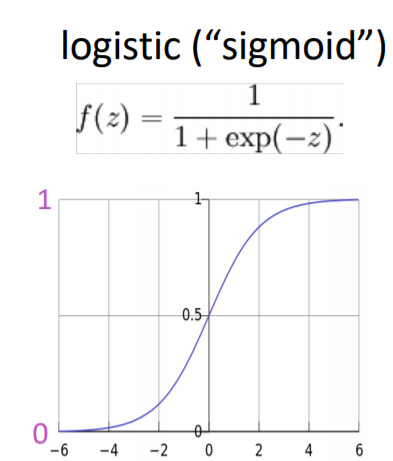 logistic (“sigmoid”)
f(z) = 1 / (1 + exp(−z)).
1 1
0.5
0 0
−6 −4 −2 0 2 4 6